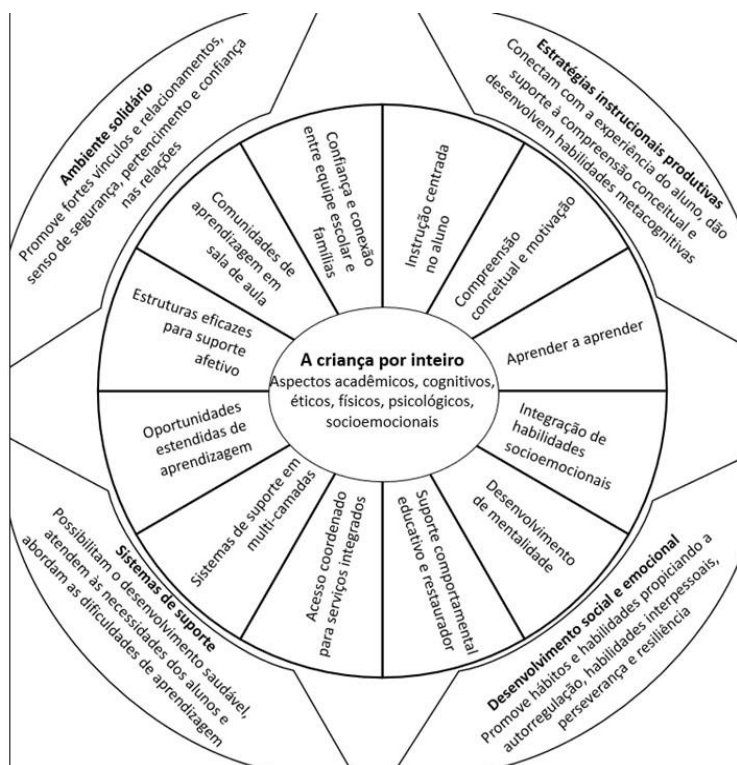 Ambiente solidário
Promove fortes vínculos e relacionamentos,
senso de segurança, pertencimento e confiança
nas relações
Estratégias instrucionais produtivas
Conectam com a experiência do aluno, dão
suporte à compreensão conceitual e
desenvolvem habilidades metacognitivas
Estruturas eficazes
para suporte
afetivo
Comunidades de
aprendizagem em
sala de aula
Confiança e conexão
entre equipe escolar e
famílias
Instrução centrada
no aluno
Compreensão
conceitual e motivação
Aprender a aprender
A criança por inteiro
Aspectos acadêmicos, cognitivos,
éticos, físicos, psicológicos,
socioemocionais
Integração de
habilidades
socioemocionais
Desenvolvimento
de mentalidade
Suporte comportamental
educativo e restaurador
Acesso coordenado
para serviços integrados
Sistemas de suporte em
multi-camadas
Oportunidades
estendidas de
aprendizagem
Sistemas de suporte
Possibilitam o desenvolvimento saudável,
atendem às necessidades dos alunos e
abordam as dificuldades de aprendizagem
Desenvolvimento social e emocional
Promove hábitos e habilidades propiciando a
autorregulação, habilidades interpessoais,
perseverança e resiliência